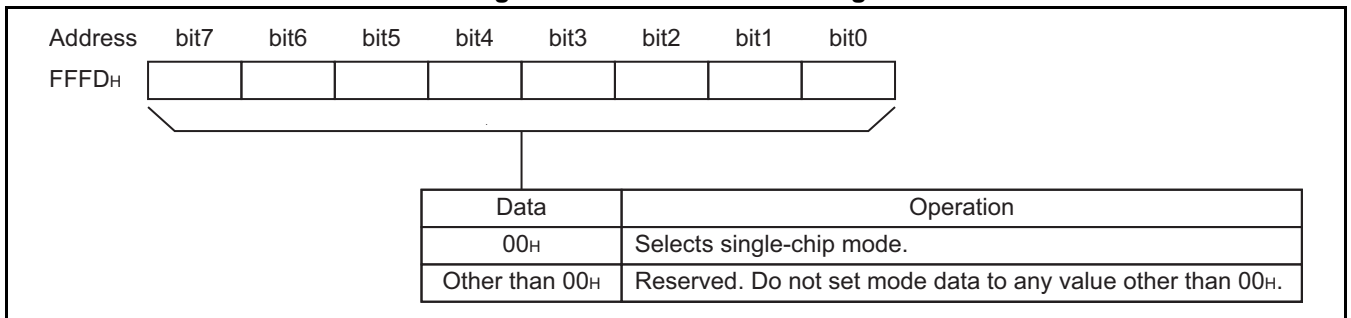 Address bit7 bit6 bit5 bit4 bit3 bit2 bit1 bit0
FFFDH
Data Operation
00H Selects single-chip mode.
Other than 00H Reserved. Do not set mode data to any value other than 00H.